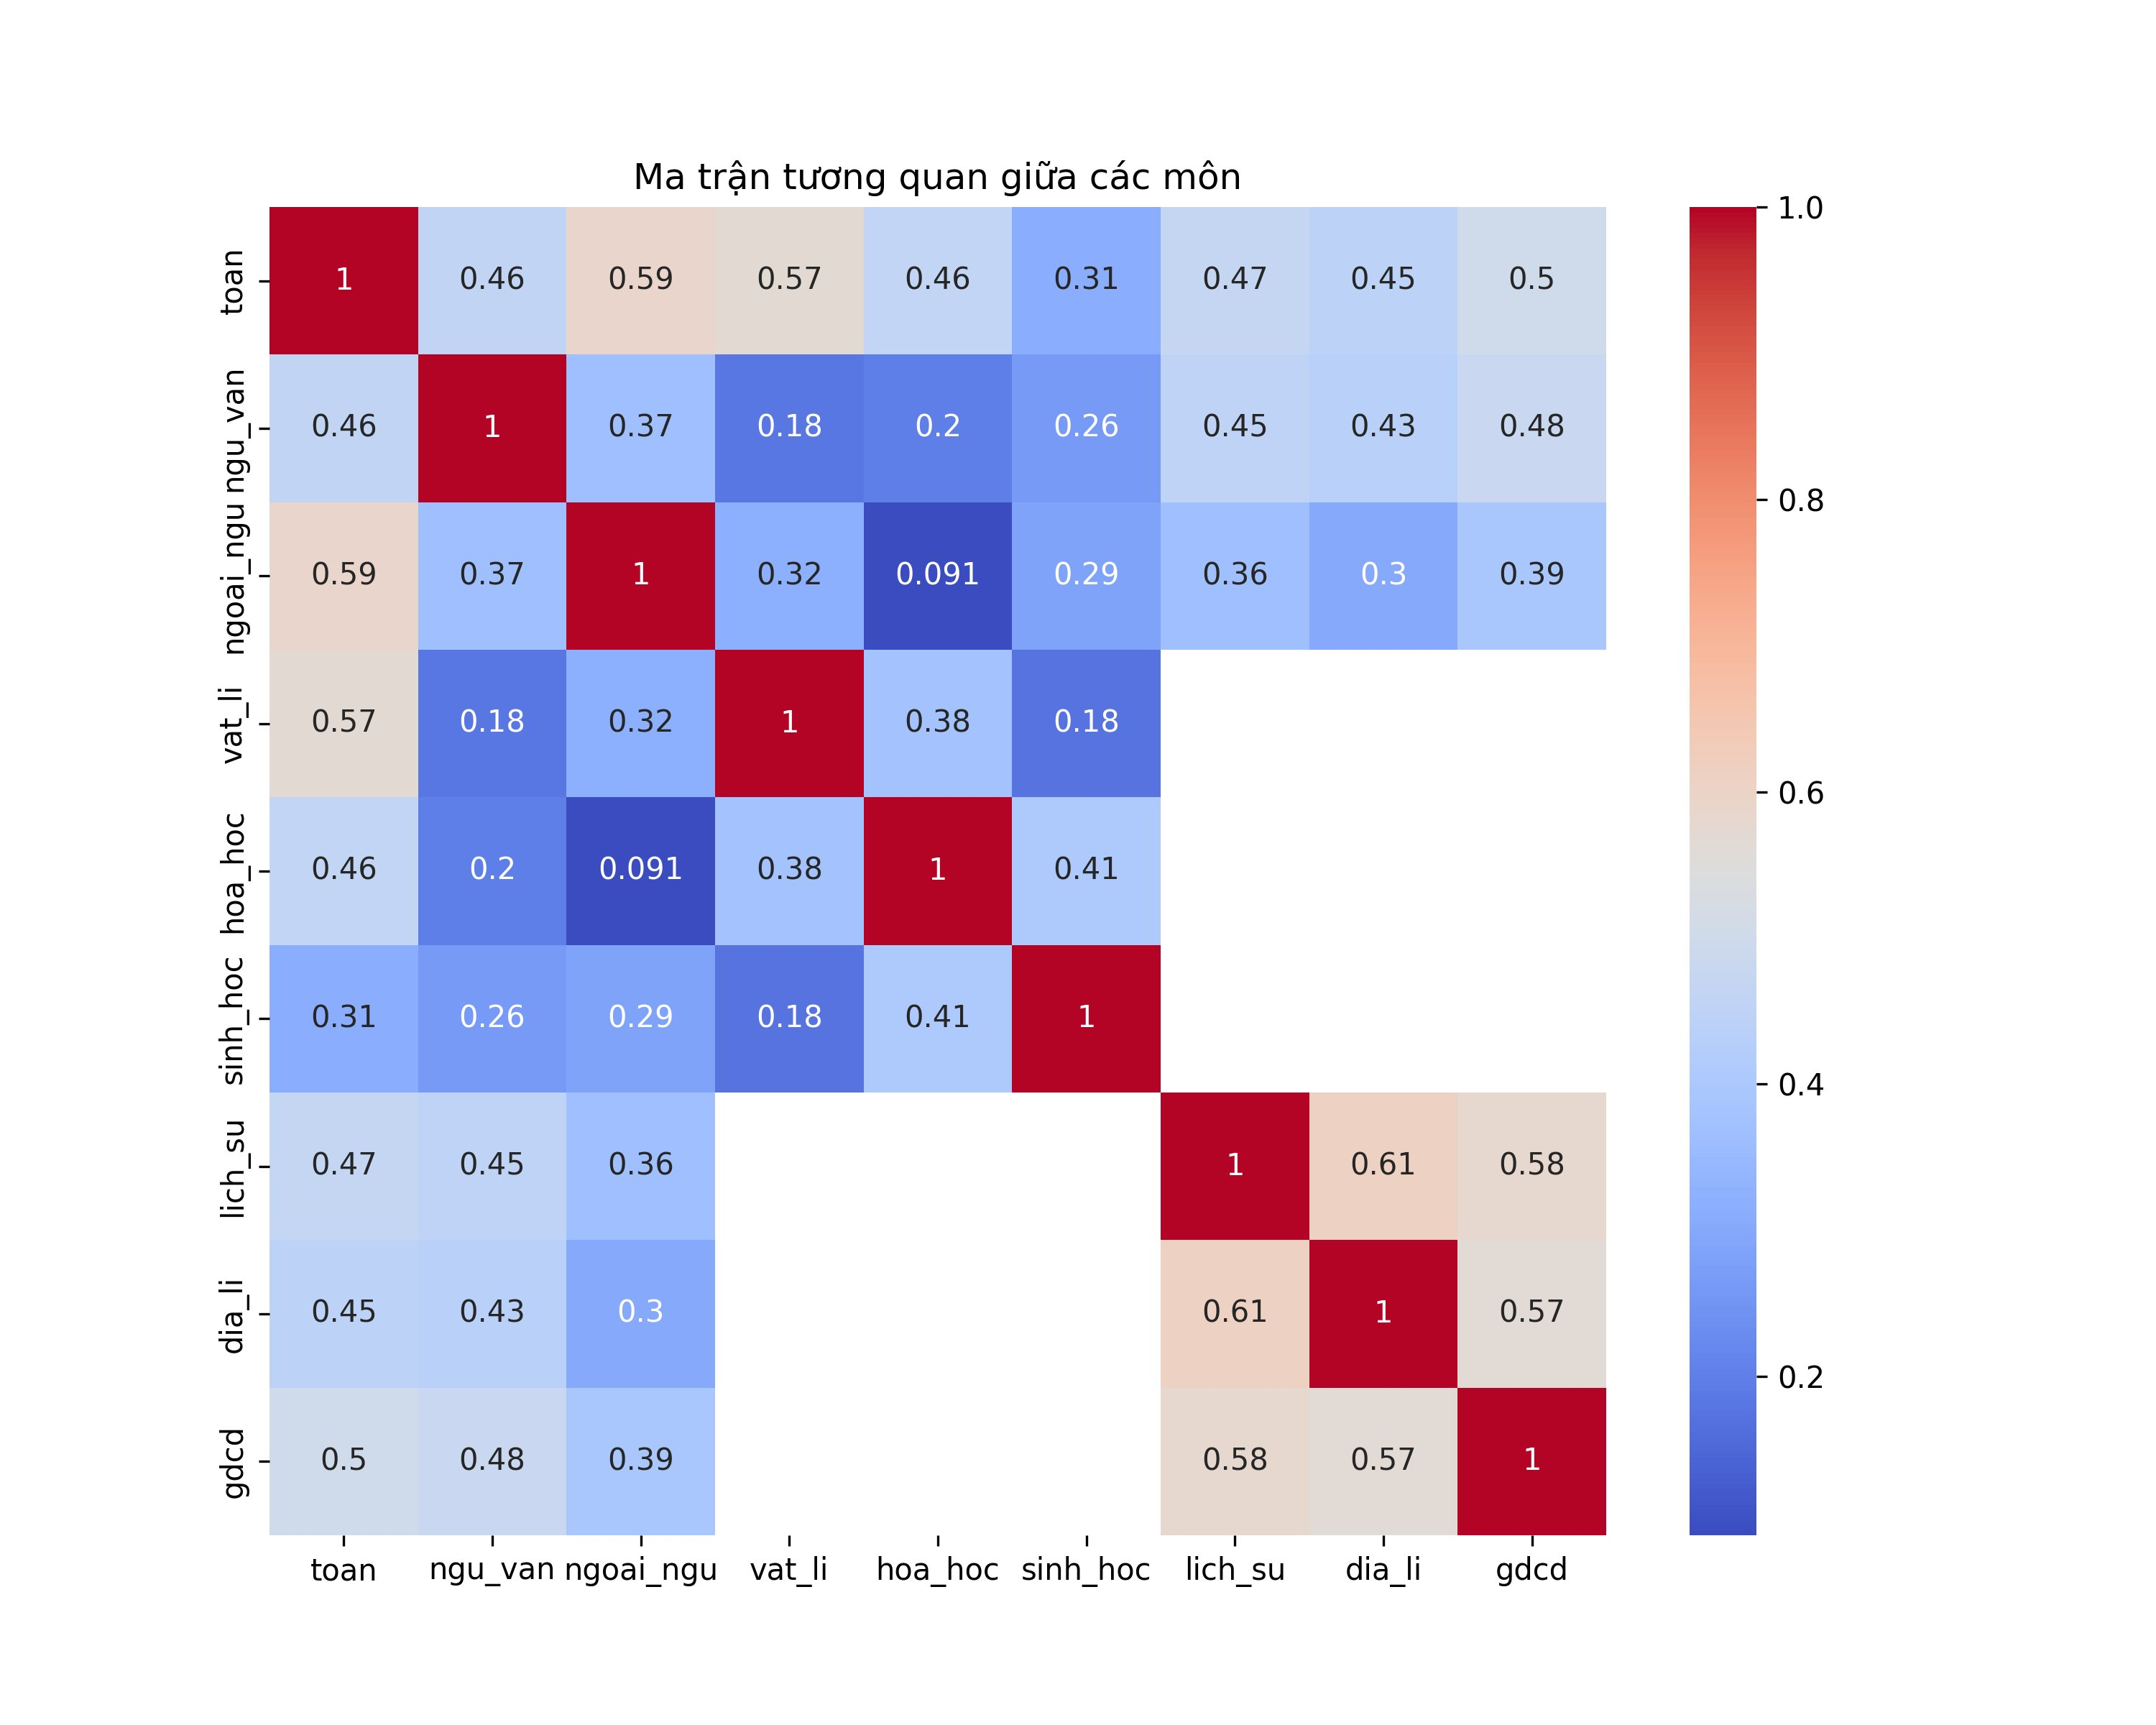 Ma trận tương quan giữa các môn
toan 1 0.46 0.59 0.57 0.46 0.31 0.47 0.45 0.5
ngu_van 0.46 1 0.37 0.18 0.2 0.26 0.45 0.43 0.48
ngoai_ngu 0.59 0.37 1 0.32 0.091 0.29 0.36 0.3 0.39
vat_li 0.57 0.18 0.32 1 0.38 0.18
hoa_hoc 0.46 0.2 0.091 0.38 1 0.41
sinh_hoc 0.31 0.26 0.29 0.18 0.41 1
lich_su 0.47 0.45 0.36 1 0.61 0.58
dia_li 0.45 0.43 0.3 0.61 1 0.57
gdcd 0.5 0.48 0.39 0.58 0.57 1
toan ngu_van ngoai_ngu vat_li hoa_hoc sinh_hoc lich_su dia_li gdcd
1.0
0.8
0.6
0.4
0.2